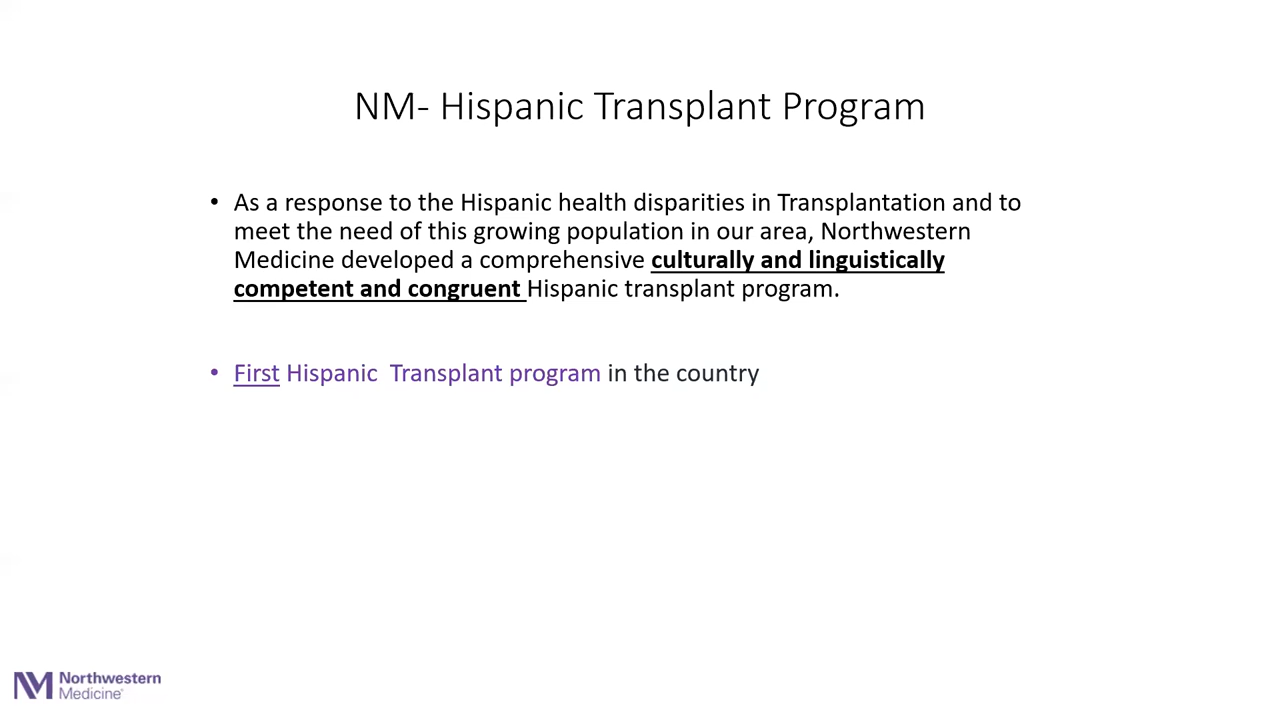 NM- Hispanic Transplant Program
• As a response to the Hispanic health disparities in Transplantation and to
meet the need of this growing population in our area, Northwestern
Medicine developed a comprehensive culturally and linguistically
competent and congruent Hispanic transplant program.
• First Hispanic  Transplant program in the country
NM Northwestern
Medicine®